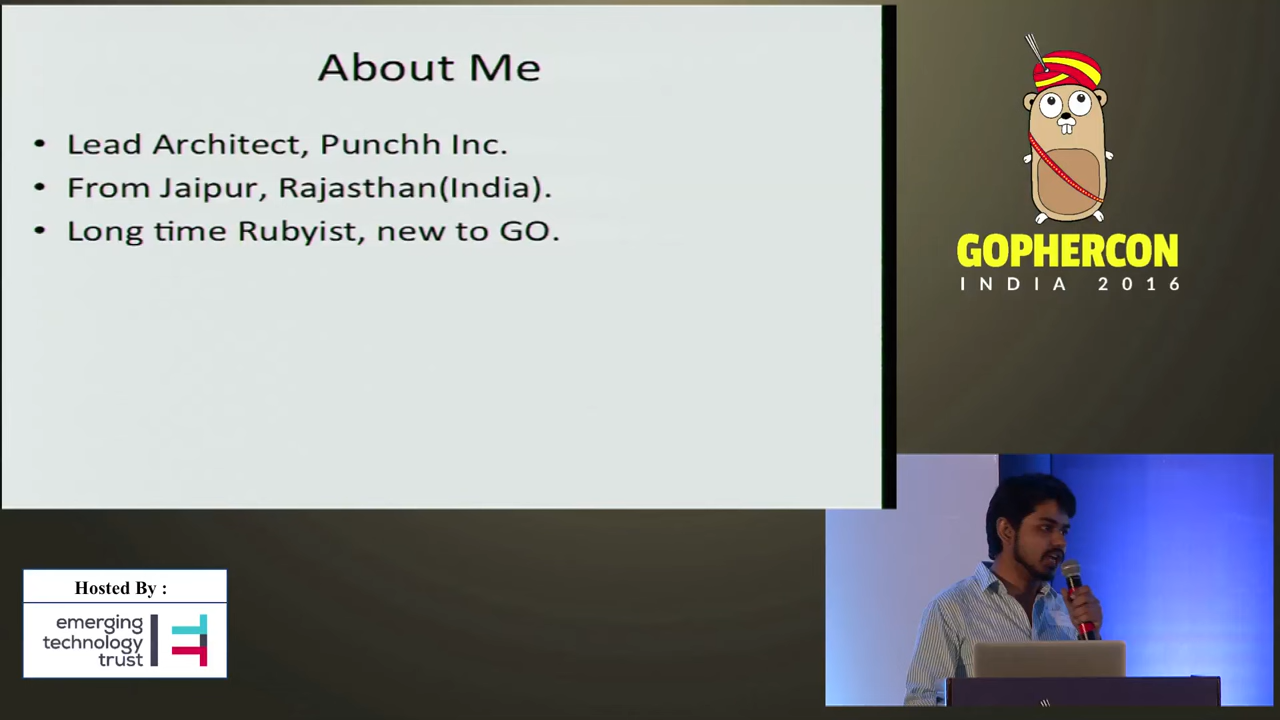 About Me
• Lead Architect, Punchh Inc.
• From Jaipur, Rajasthan(India).
• Long time Rubyist, new to GO.
GOPHERCON
INDIA 2016
Hosted By :
emerging
technology
trust